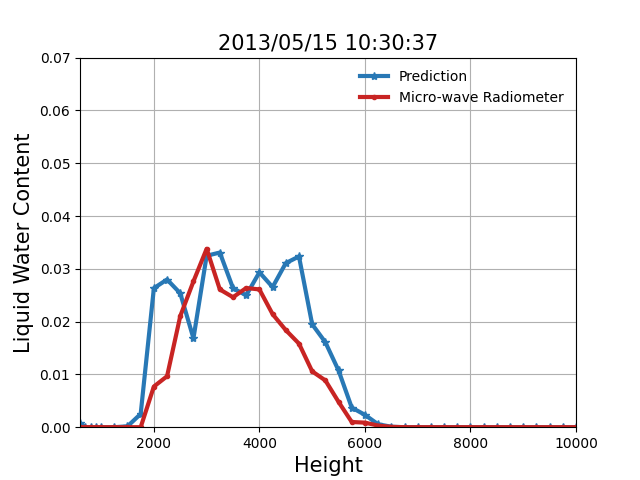 2013/05/15 10:30:37
Prediction
Micro-wave Radiometer
Liquid Water Content
0.07
0.06
0.05
0.04
0.03
0.02
0.01
0.00
2000 4000 6000 8000 10000
Height